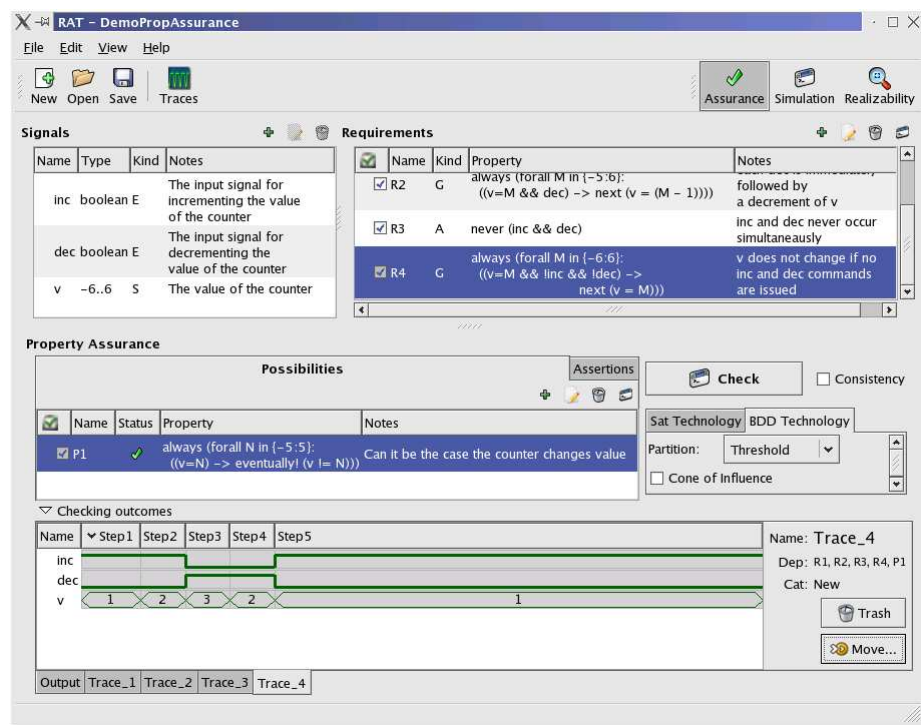 RAT - DemoPropAssurance
File Edit View Help
New Open Save Traces
Assurance Simulation Realizability
Signals
Name Type Kind Notes
inc boolean E The input signal for
incrementing the value
of the counter
dec boolean E The input signal for
decrementing the
value of the counter
v -6..6 S The value of the counter
Requirements
Name Kind Property Notes
R2 G always (forall M in {-5:6}:
((v=M && dec) -> next (v = (M - 1))))
followed by
a decrement of v
R3 A never (inc && dec)
inc and dec never occur
simultaneausly
R4 G always (forall M in {-6:6}:
((v=M && !inc && !dec) ->
next (v = M)))
v does not change if no
inc and dec commands
are issued
Property Assurance
Possibilities Assertions
Name Status Property Notes
P1 always (forall N in {-5:5}:
((v=N) -> eventually! (v != N)))
Can it be the case the counter changes value
Check Consistency
Sat Technology BDD Technology
Partition: Threshold
Cone of Influence
Checking outcomes
Name Step1 Step2 Step3 Step4 Step5
inc
dec
v 1 2 3 2 1
Name: Trace_4
Dep: R1, R2, R3, R4, P1
Cat: New
Trash
Move...
Output Trace_1 Trace_2 Trace_3 Trace_4